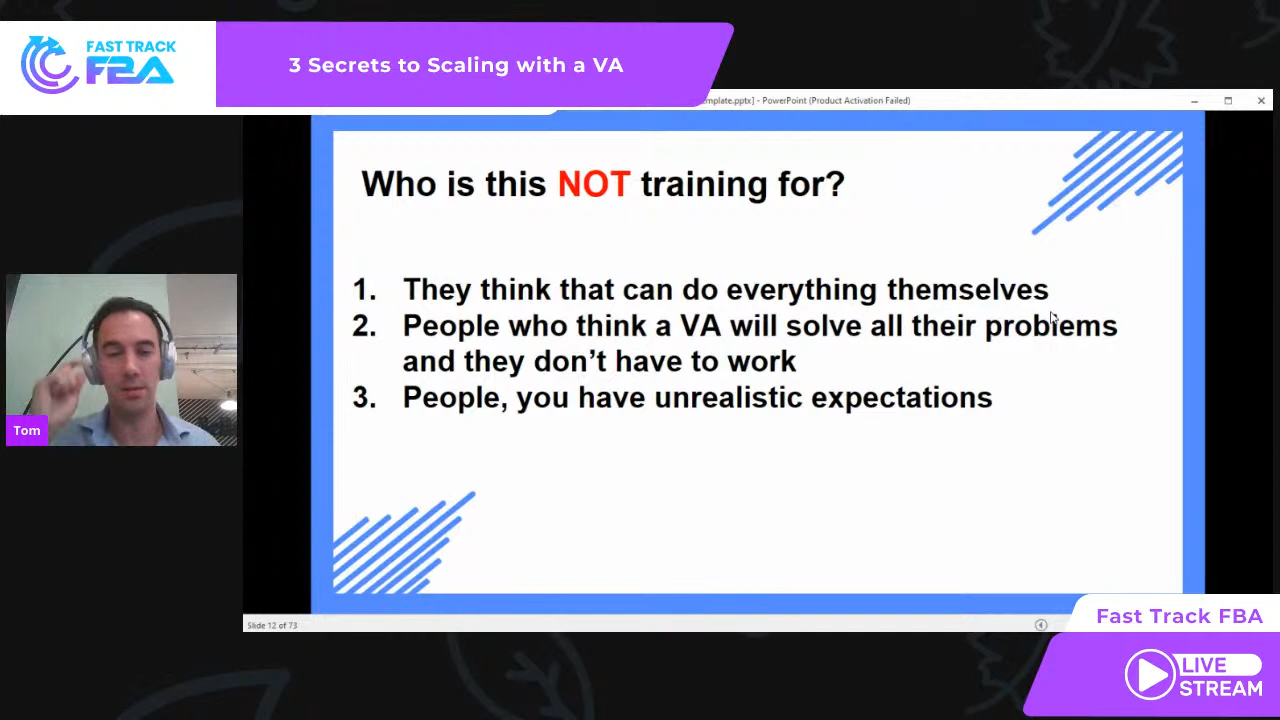 FAST TRACK
FBA
3 Secrets to Scaling with a VA
emplate.pptx] - PowerPoint (Product Activation Failed)
Who is this NOT training for?
1. They think that can do everything themselves
2. People who think a VA will solve all their problems
and they don’t have to work
3. People, you have unrealistic expectations
Tom
Slide 12 of 73
Fast Track FBA
LIVE
STREAM